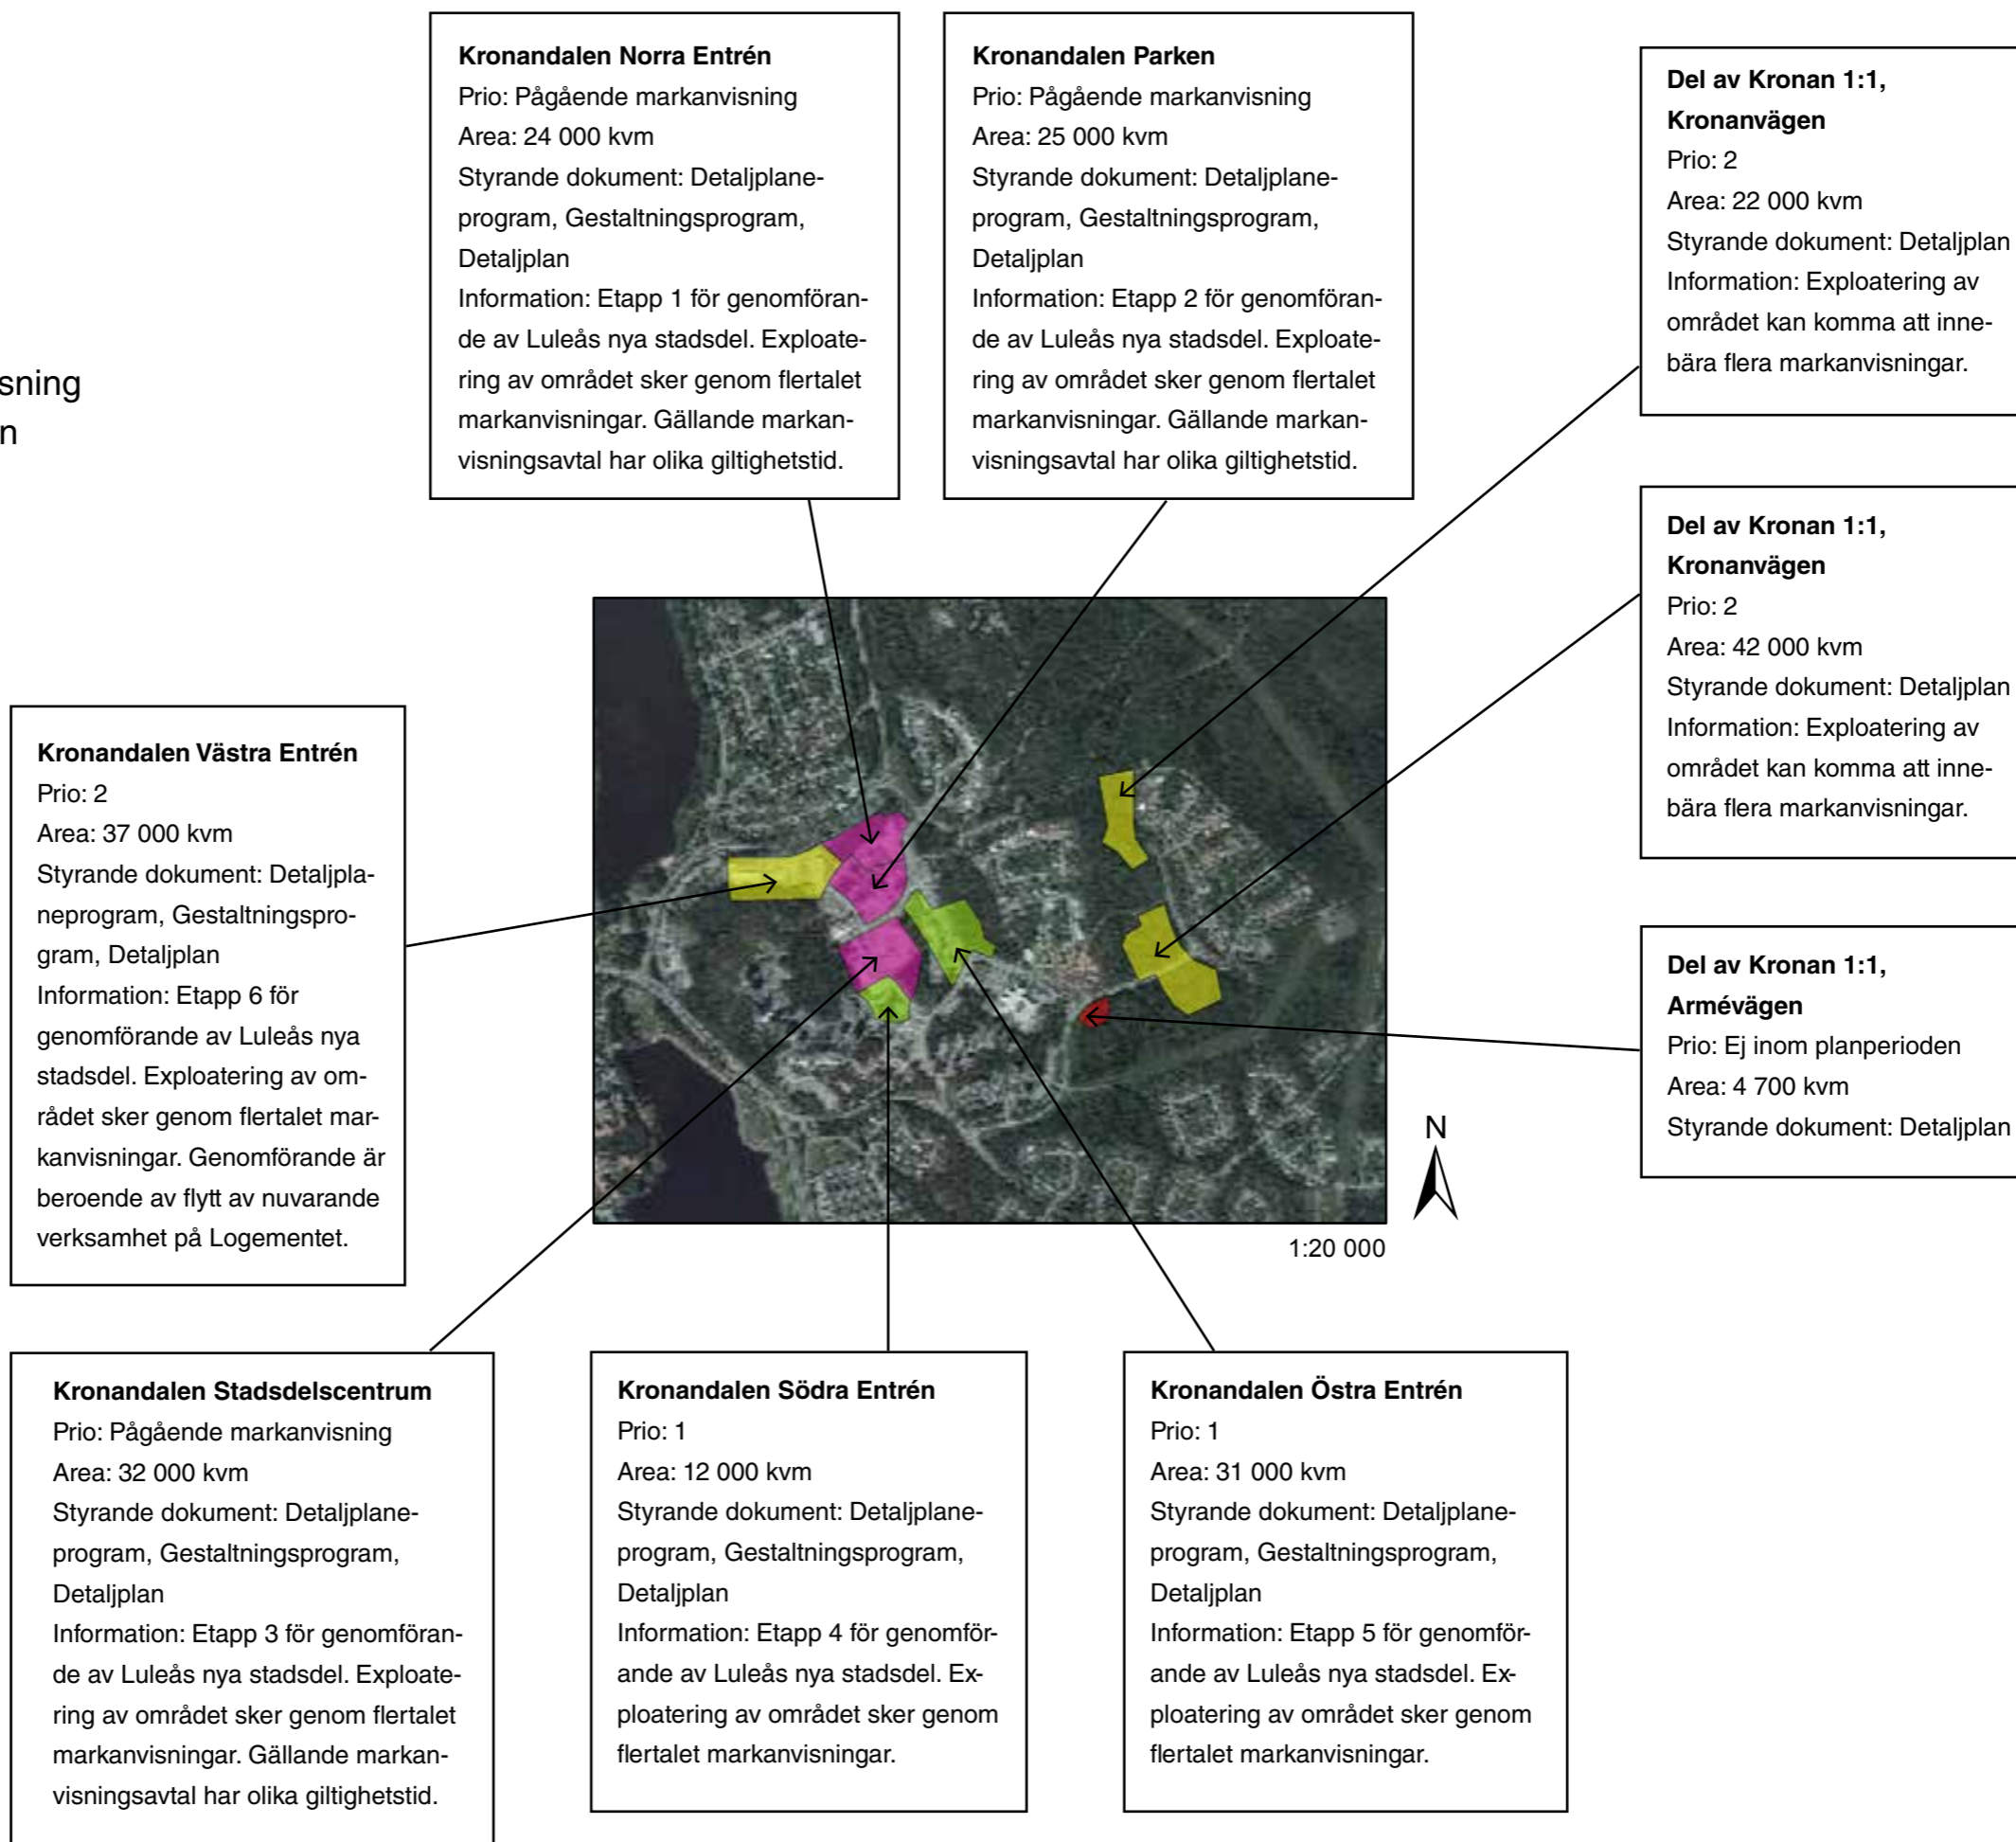 Kronandalen Norra Entrén
Prio: Pågående markanvisning
Area: 24 000 kvm
Styrande dokument: Detaljplane-
program, Gestaltningsprogram,
Detaljplan
Information: Etapp 1 för genomföran-
de av Luleås nya stadsdel. Exploate-
ring av området sker genom flertalet
markanvisningar. Gällande markan-
visningsavtal har olika giltighetstid.
Kronandalen Parken
Prio: Pågående markanvisning
Area: 25 000 kvm
Styrande dokument: Detaljplane-
program, Gestaltningsprogram,
Detaljplan
Information: Etapp 2 för genomföran-
de av Luleås nya stadsdel. Exploate-
ring av området sker genom flertalet
markanvisningar. Gällande markan-
visningsavtal har olika giltighetstid.
Del av Kronan 1:1,
Kronanvägen
Prio: 2
Area: 22 000 kvm
Styrande dokument: Detaljplan
Information: Exploatering av
området kan komma att inne-
bära flera markanvisningar.
sning
n
Del av Kronan 1:1,
Kronanvägen
Prio: 2
Area: 42 000 kvm
Styrande dokument: Detaljplan
Information: Exploatering av
området kan komma att inne-
bära flera markanvisningar.
Kronandalen Västra Entrén
Prio: 2
Area: 37 000 kvm
Styrande dokument: Detaljpla-
neprogram, Gestaltningspro-
gram, Detaljplan
Information: Etapp 6 för
genomförande av Luleås nya
stadsdel. Exploatering av om-
rådet sker genom flertalet mar-
kanvisningar. Genomförande är
beroende av flytt av nuvarande
verksamhet på Logementet.
Del av Kronan 1:1,
Armévägen
Prio: Ej inom planperioden
Area: 4 700 kvm
Styrande dokument: Detaljplan
N
1:20 000
Kronandalen Stadsdelscentrum
Prio: Pågående markanvisning
Area: 32 000 kvm
Styrande dokument: Detaljplane-
program, Gestaltningsprogram,
Detaljplan
Information: Etapp 3 för genomföran-
de av Luleås nya stadsdel. Exploate-
ring av området sker genom flertalet
markanvisningar. Gällande markan-
visningsavtal har olika giltighetstid.
Kronandalen Södra Entrén
Prio: 1
Area: 12 000 kvm
Styrande dokument: Detaljplane-
program, Gestaltningsprogram,
Detaljplan
Information: Etapp 4 för genomför-
ande av Luleås nya stadsdel. Ex-
ploatering av området sker genom
flertalet markanvisningar.
Kronandalen Östra Entrén
Prio: 1
Area: 31 000 kvm
Styrande dokument: Detaljplane-
program, Gestaltningsprogram,
Detaljplan
Information: Etapp 5 för genomför-
ande av Luleås nya stadsdel. Ex-
ploatering av området sker genom
flertalet markanvisningar.